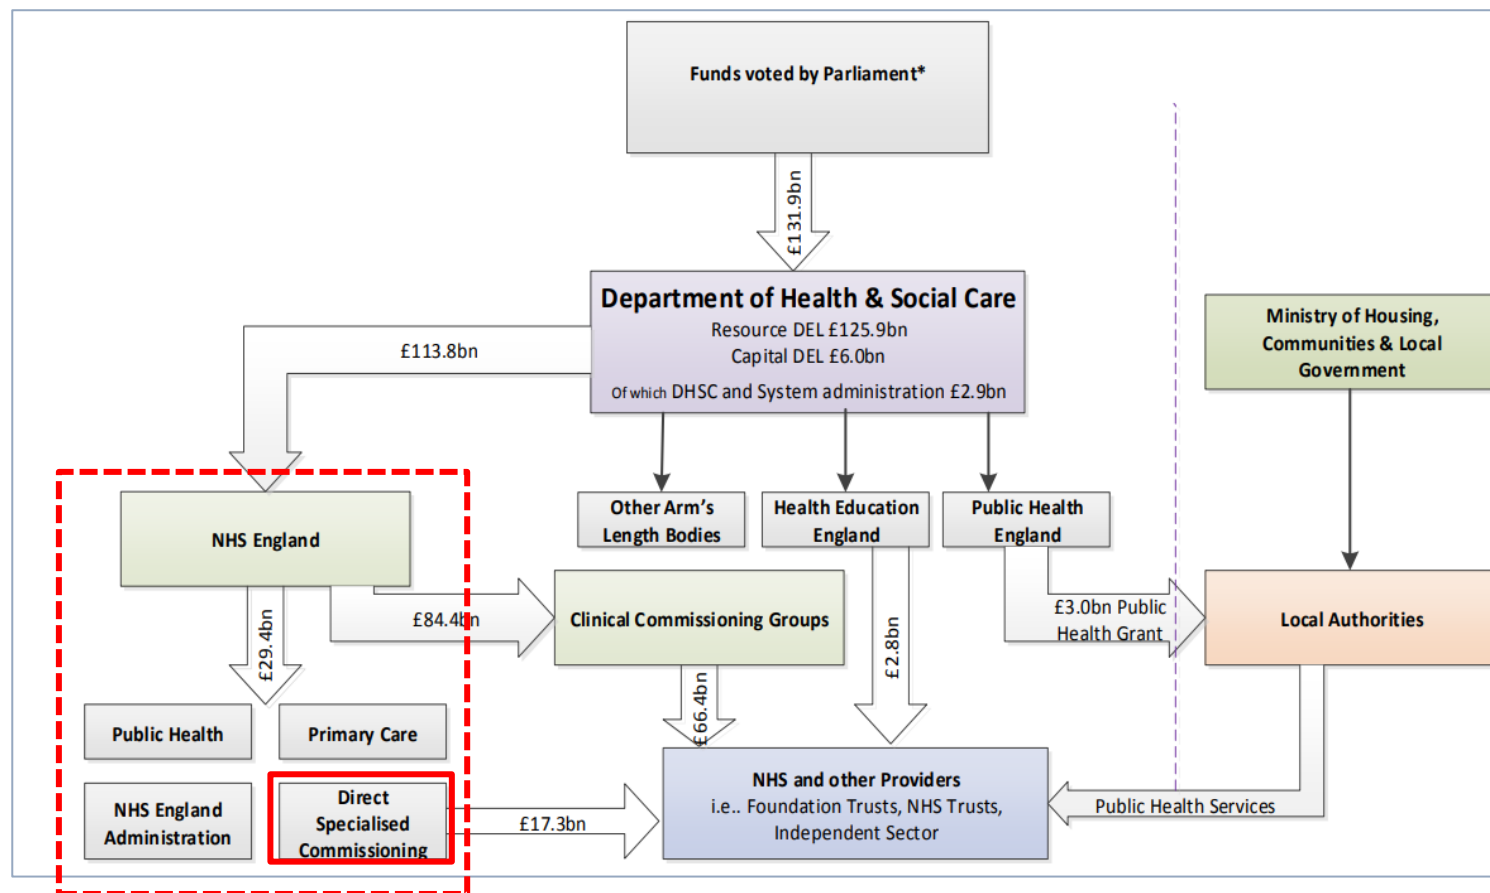 Funds voted by Parliament*
£131.9bn
Department of Health & Social Care
Resource DEL £125.9bn
Capital DEL £6.0bn
Of which DHSC and System administration £2.9bn
£113.8bn
Ministry of Housing,
Communities & Local
Government
Other Arm's
Length Bodies
Health Education
England
Public Health
England
NHS England
£84.4bn
Clinical Commissioning Groups
£3.0bn Public
Health Grant
Local Authorities
£29.4bn
£66.4bn
£2.8bn
Public Health
Primary Care
NHS England
Administration
Direct
Specialised
Commissioning
£17.3bn
NHS and other Providers
i.e.. Foundation Trusts, NHS Trusts,
Independent Sector
Public Health Services